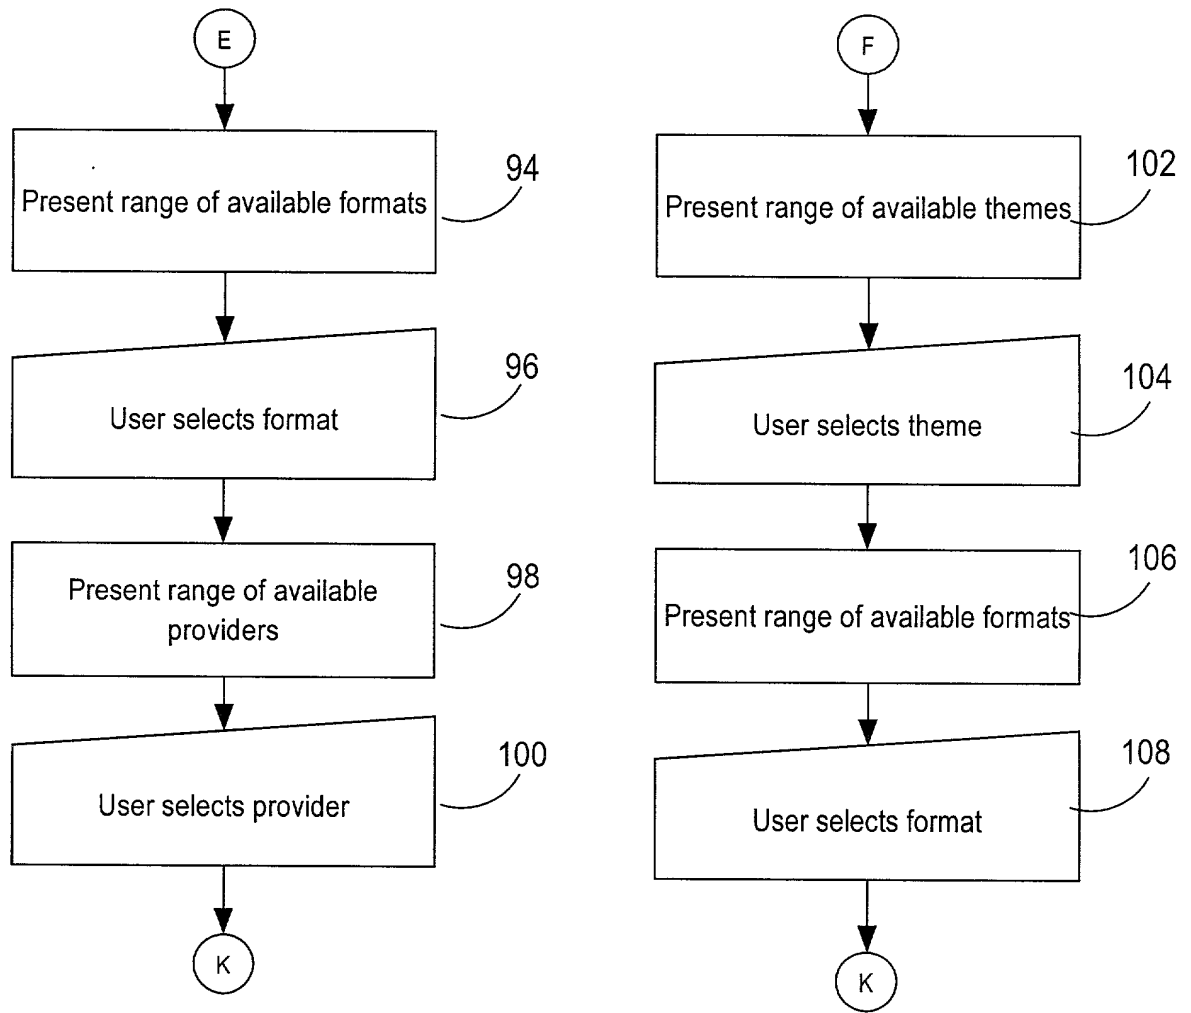 E
Present range of available formats
94
User selects format
96
Present range of available
providers
98
User selects provider
100
K
F
Present range of available themes
102
User selects theme
104
Present range of available formats
106
User selects format
108
K